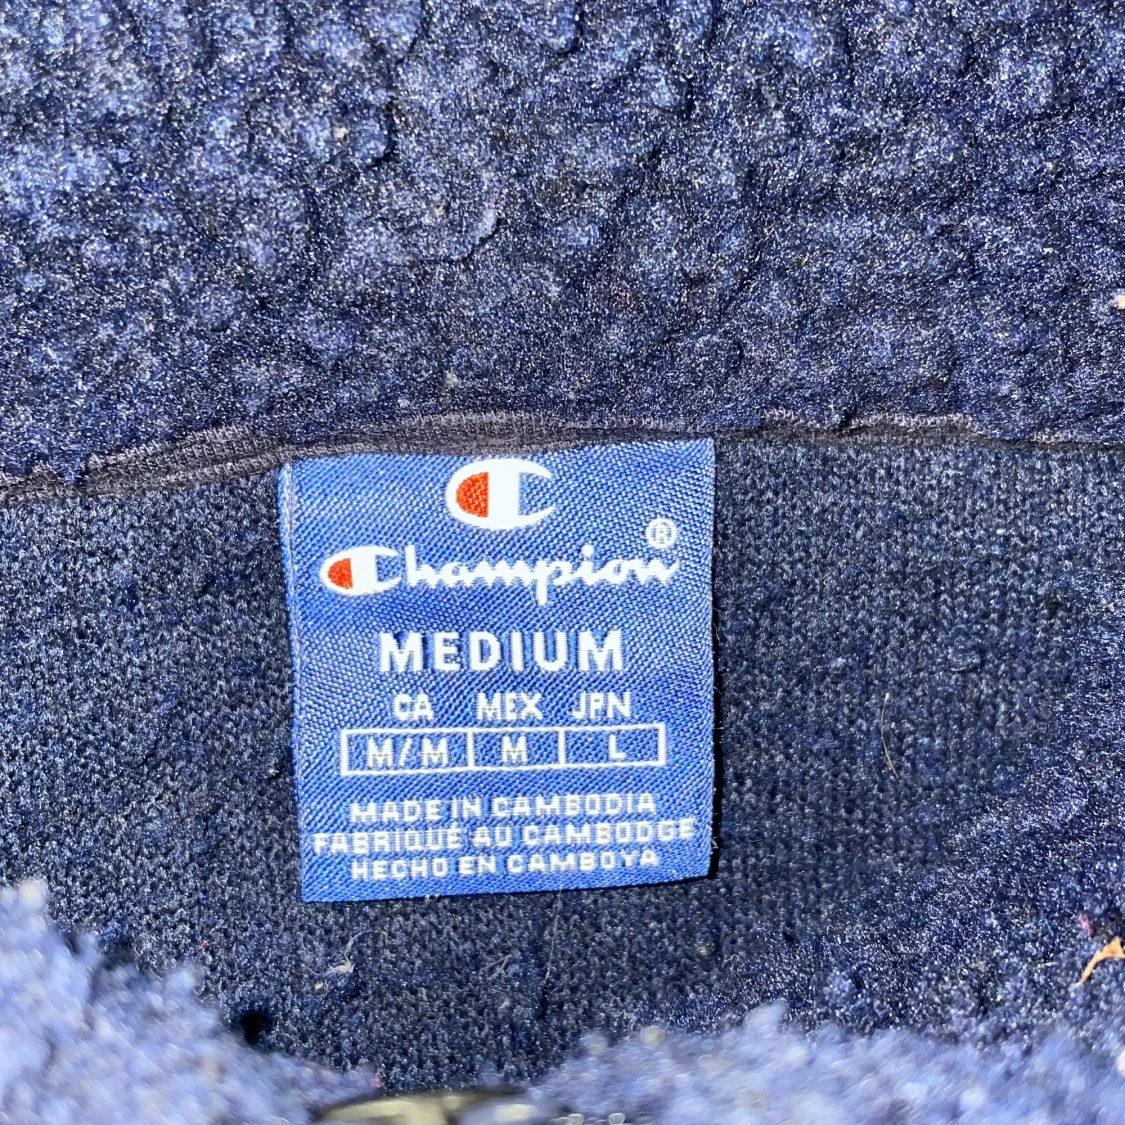 Champion®
MEDIUM
CA MEX JPN
M/M M L
MADE IN CAMBODIA
FABRIQUÉ AU CAMBODGE
HECHO EN CAMBOYA